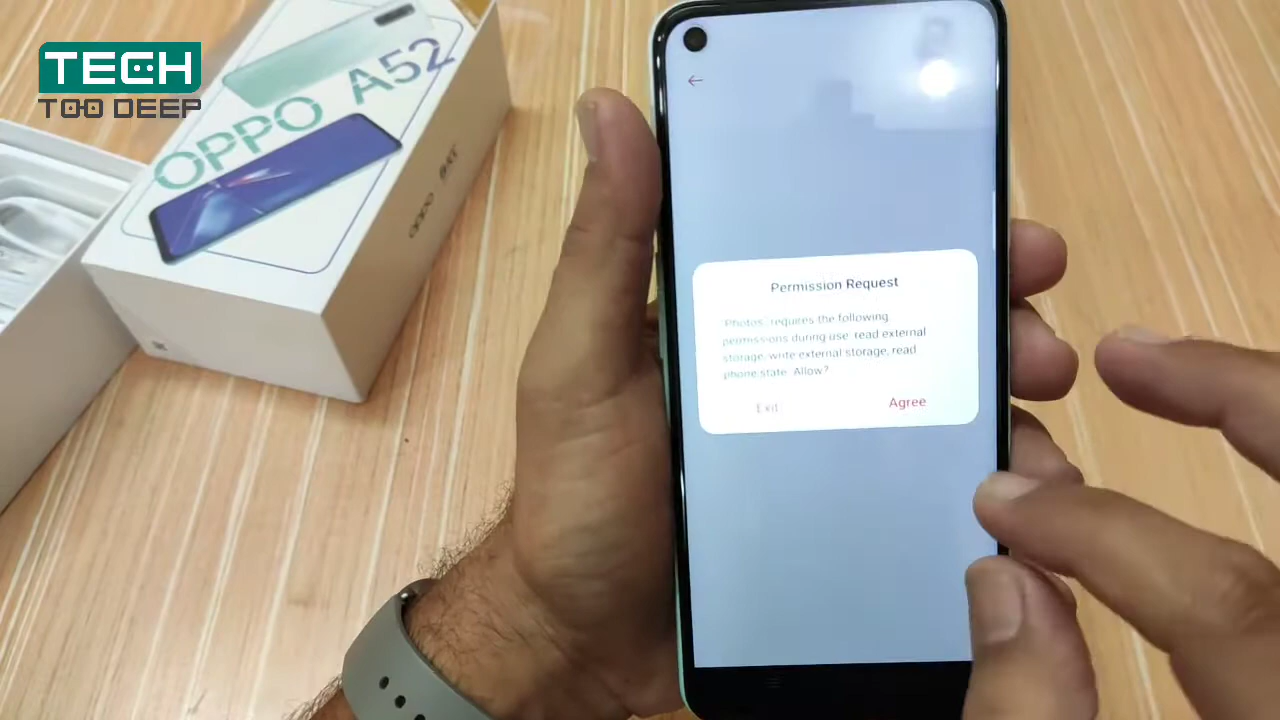 TECH
TOO DEEP
OPPO A52
oppo
Permission Request
"Photos" requires the following
permissions during use: read external
storage, write external storage, read
phone state. Allow?
Exit
Agree